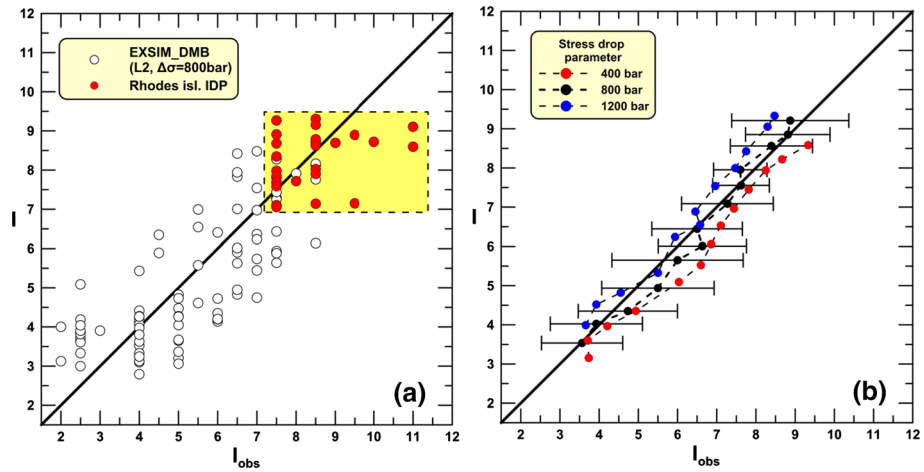 12
11
10
9
8
7
6
5
4
3
2
I
EXSIM_DMB
(L2, Δσ=800bar)
Rhodes isl. IDP
(a)
2 3 4 5 6 7 8 9 10 11 12
Iobs
12
11
10
9
8
7
6
5
4
3
2
I
Stress drop
parameter
400 bar
800 bar
1200 bar
(b)
2 3 4 5 6 7 8 9 10 11 12
Iobs